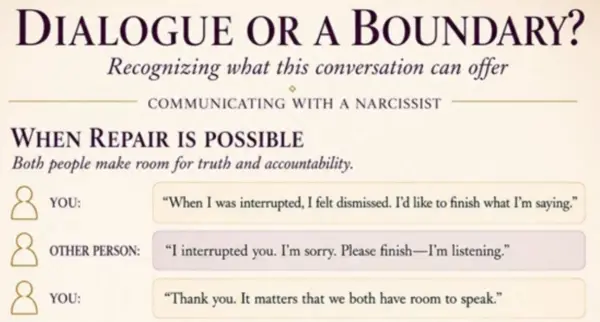 DIALOGUE OR A BOUNDARY?
Recognizing what this conversation can offer
COMMUNICATING WITH A NARCISSIST
WHEN REPAIR IS POSSIBLE
Both people make room for truth and accountability.
YOU: “When I was interrupted, I felt dismissed. I’d like to finish what I’m saying.”
OTHER PERSON: “I interrupted you. I’m sorry. Please finish—I’m listening.”
YOU: “Thank you. It matters that we both have room to speak.”